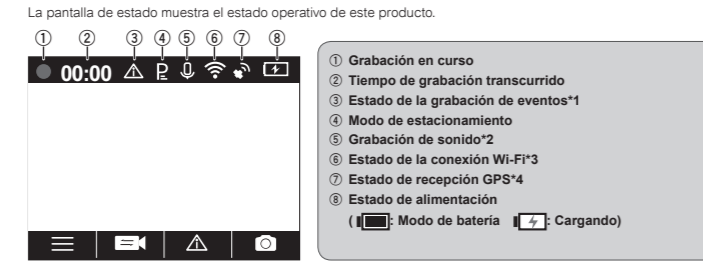 La pantalla de estado muestra el estado operativo de este producto.
① ② ③ ④ ⑤ ⑥ ⑦ ⑧
00:00
① Grabación en curso
② Tiempo de grabación transcurrido
③ Estado de la grabación de eventos*1
④ Modo de estacionamiento
⑤ Grabación de sonido*2
⑥ Estado de la conexión Wi-Fi*3
⑦ Estado de recepción GPS*4
⑧ Estado de alimentación
( : Modo de batería : Cargando)